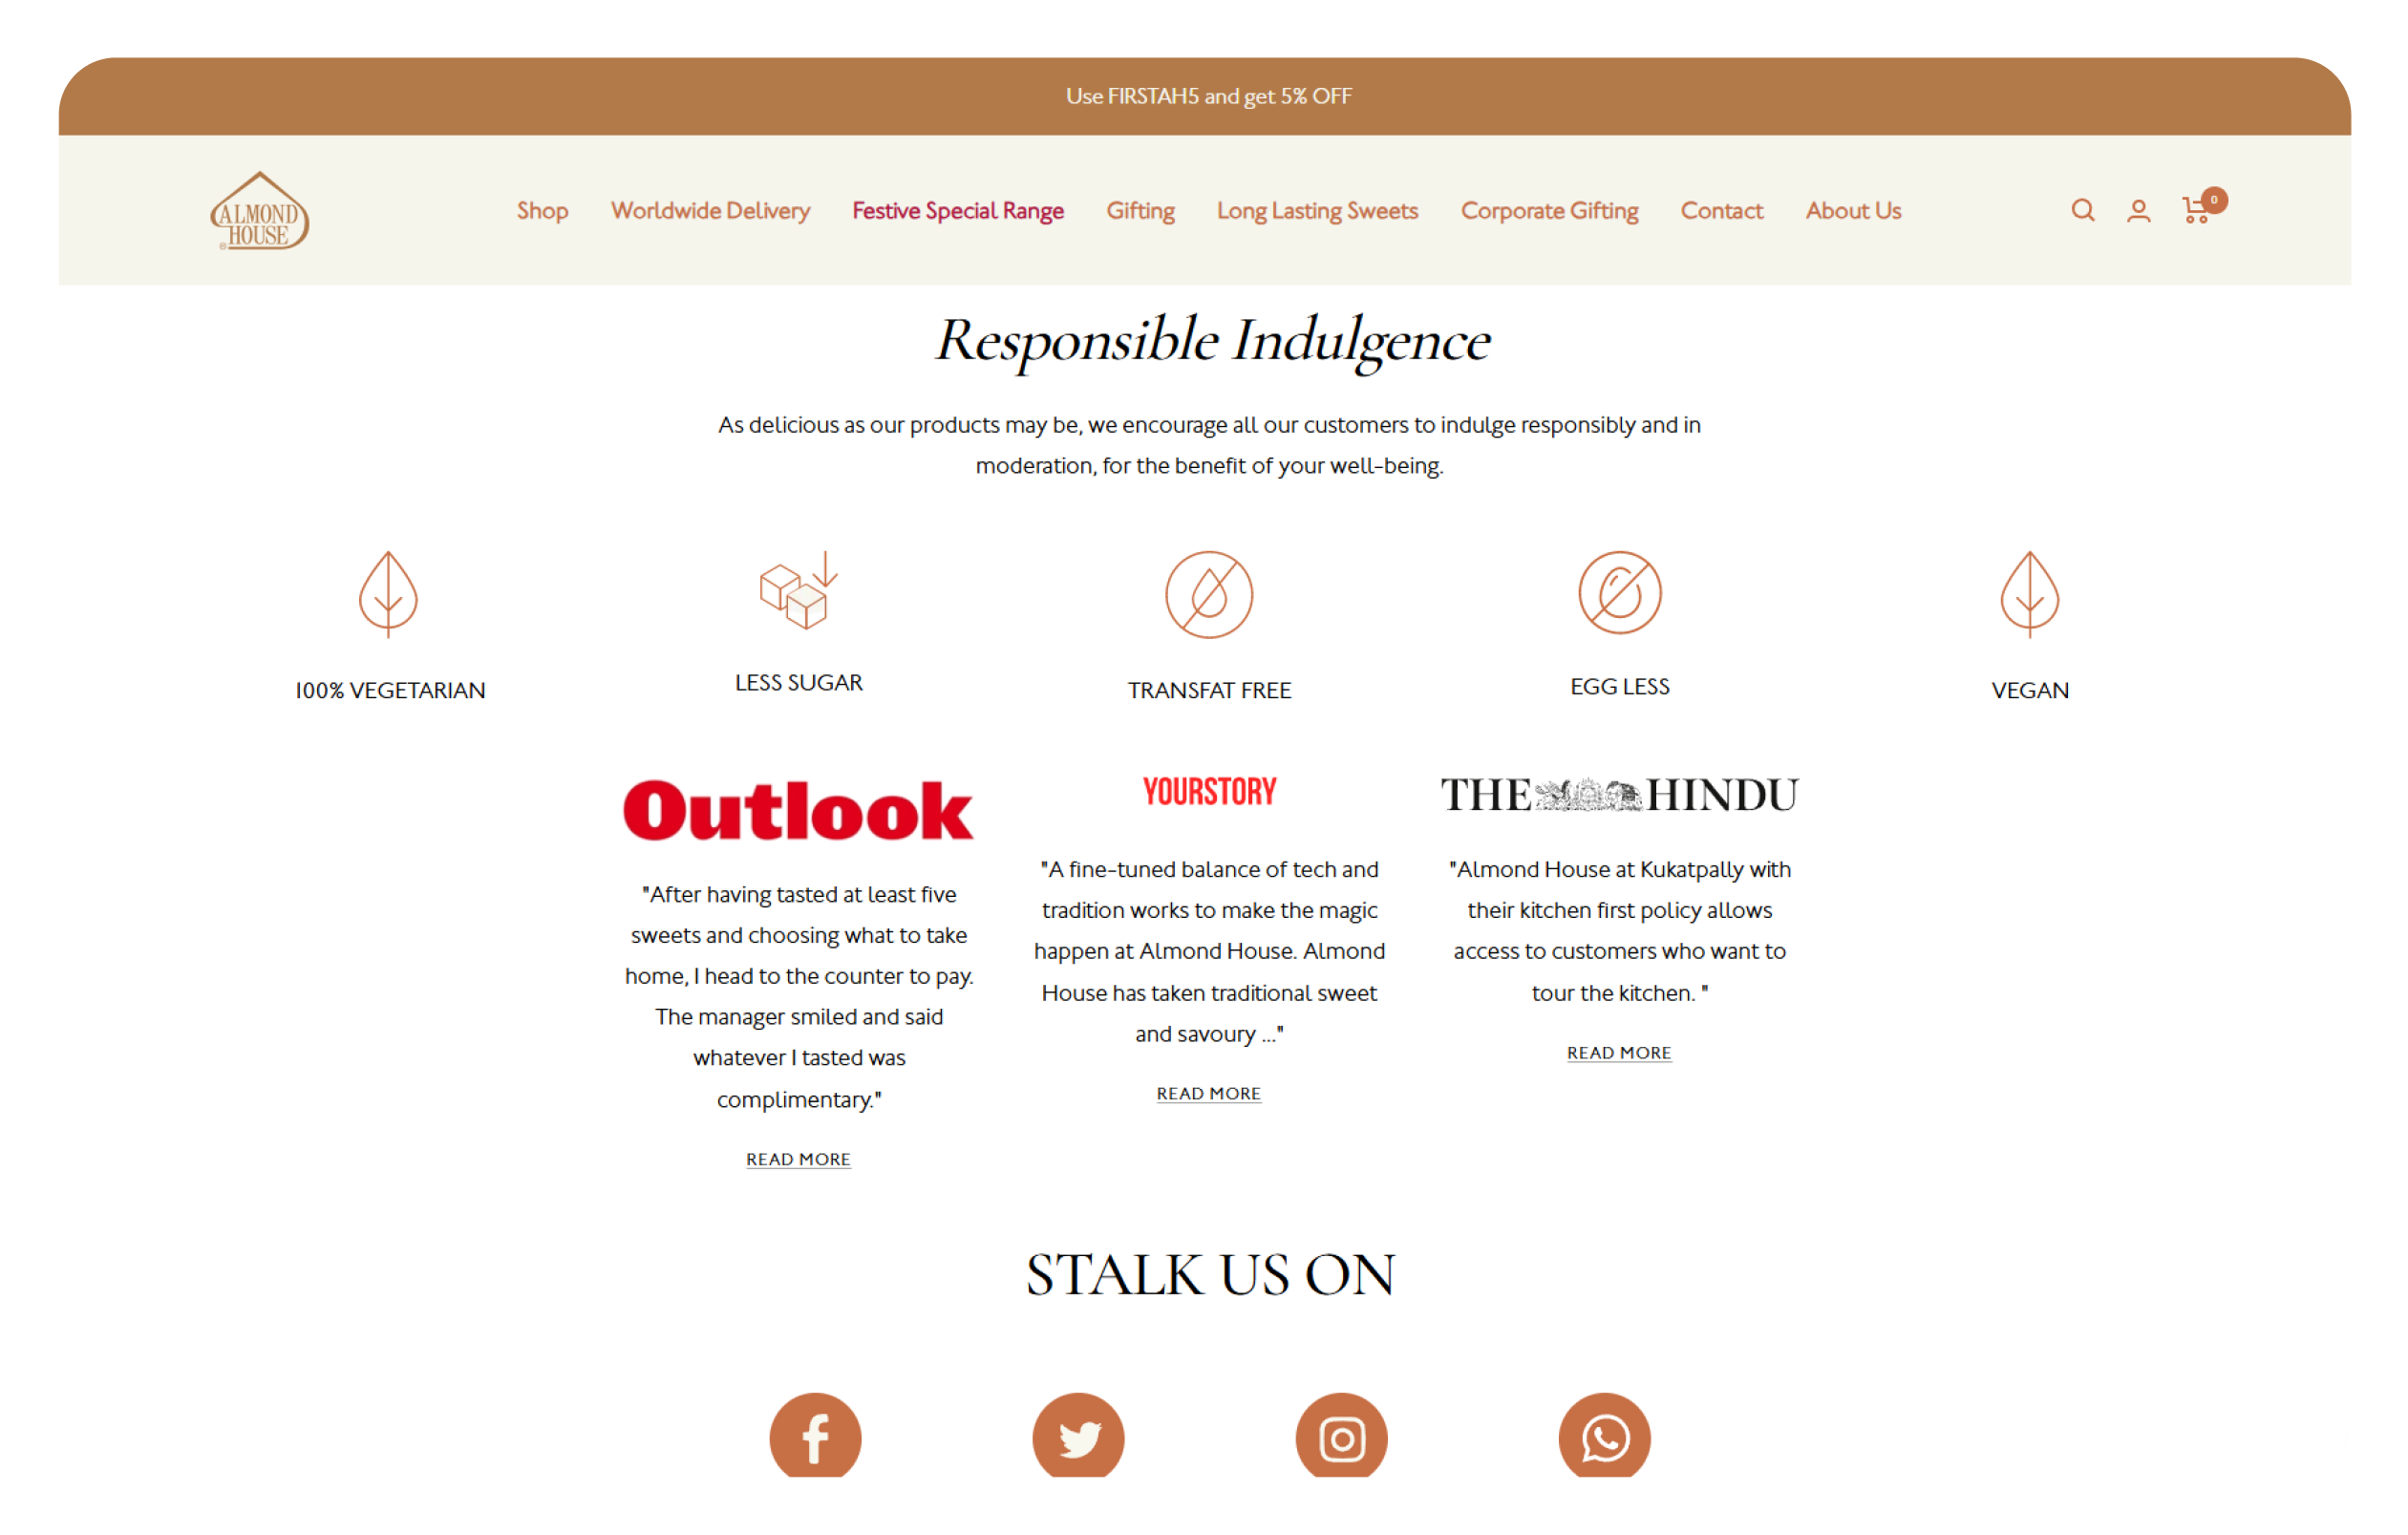 Use FIRSTAH5 and get 5% OFF
ALMOND
HOUSE
®
Shop
Worldwide Delivery
Festive Special Range
Gifting
Long Lasting Sweets
Corporate Gifting
Contact
About Us
0
Responsible Indulgence
As delicious as our products may be, we encourage all our customers to indulge responsibly and in
moderation, for the benefit of your well-being.
100% VEGETARIAN
LESS SUGAR
TRANSFAT FREE
EGG LESS
VEGAN
Outlook
"After having tasted at least five
sweets and choosing what to take
home, I head to the counter to pay.
The manager smiled and said
whatever I tasted was
complimentary."
READ MORE
YOURSTORY
"A fine-tuned balance of tech and
tradition works to make the magic
happen at Almond House. Almond
House has taken traditional sweet
and savoury ..."
READ MORE
THE HINDU
"Almond House at Kukatpally with
their kitchen first policy allows
access to customers who want to
tour the kitchen. "
READ MORE
STALK US ON